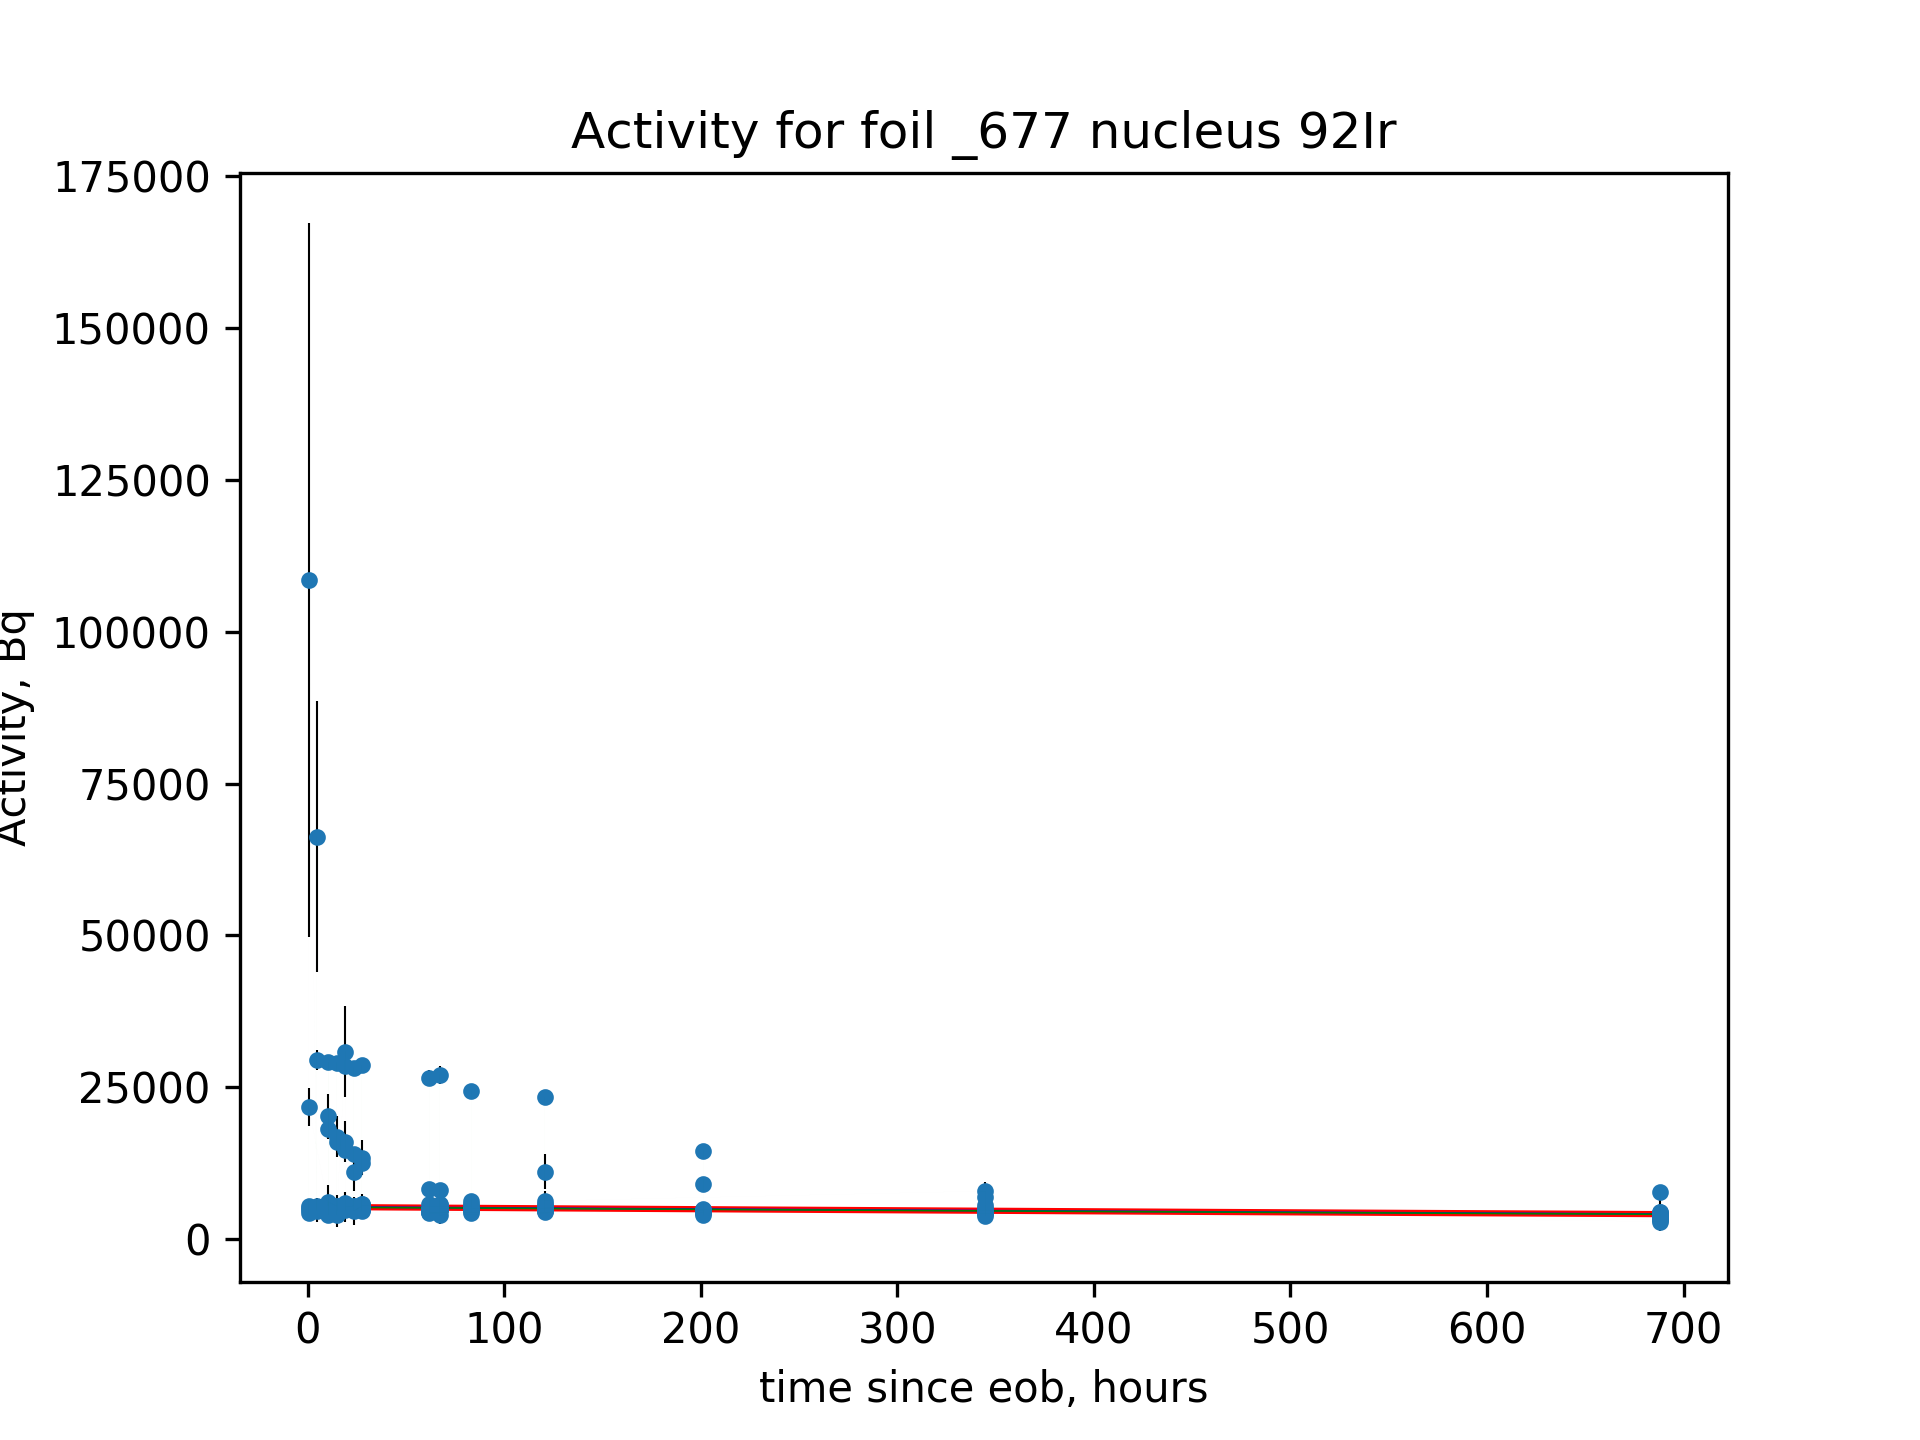 Activity for foil _677 nucleus 92Ir
175000
150000
125000
100000
75000
50000
25000
0
Activity, Bq
0 100 200 300 400 500 600 700
time since eob, hours